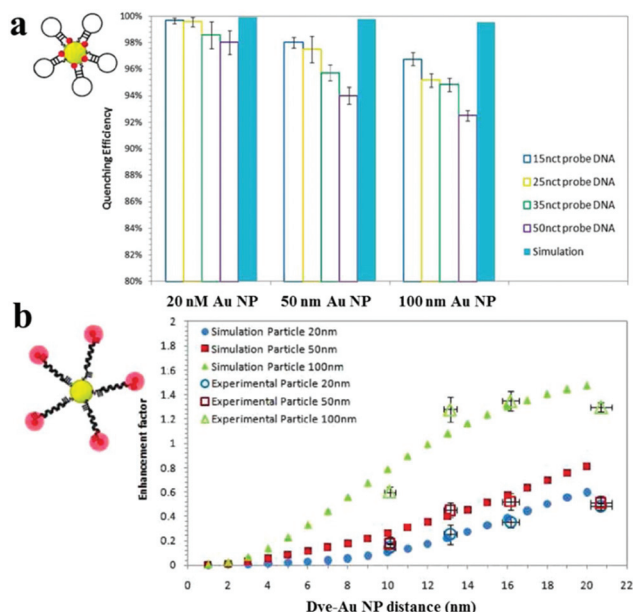 a
100%
98%
96%
94%
92%
90%
88%
86%
84%
82%
80%
Quenching Efficiency
15nct probe DNA
25nct probe DNA
35nct probe DNA
50nct probe DNA
Simulation
20 nM Au NP 50 nm Au NP 100 nm Au NP
b
2
1.8
1.6
1.4
1.2
1
0.8
0.6
0.4
0.2
0
Enhancement factor
Simulation Particle 20nm
Simulation Particle 50nm
Simulation Particle 100nm
Experimental Particle 20nm
Experimental Particle 50nm
Experimental Particle 100nm
0 2 4 6 8 10 12 14 16 18 20
Dye-Au NP distance (nm)